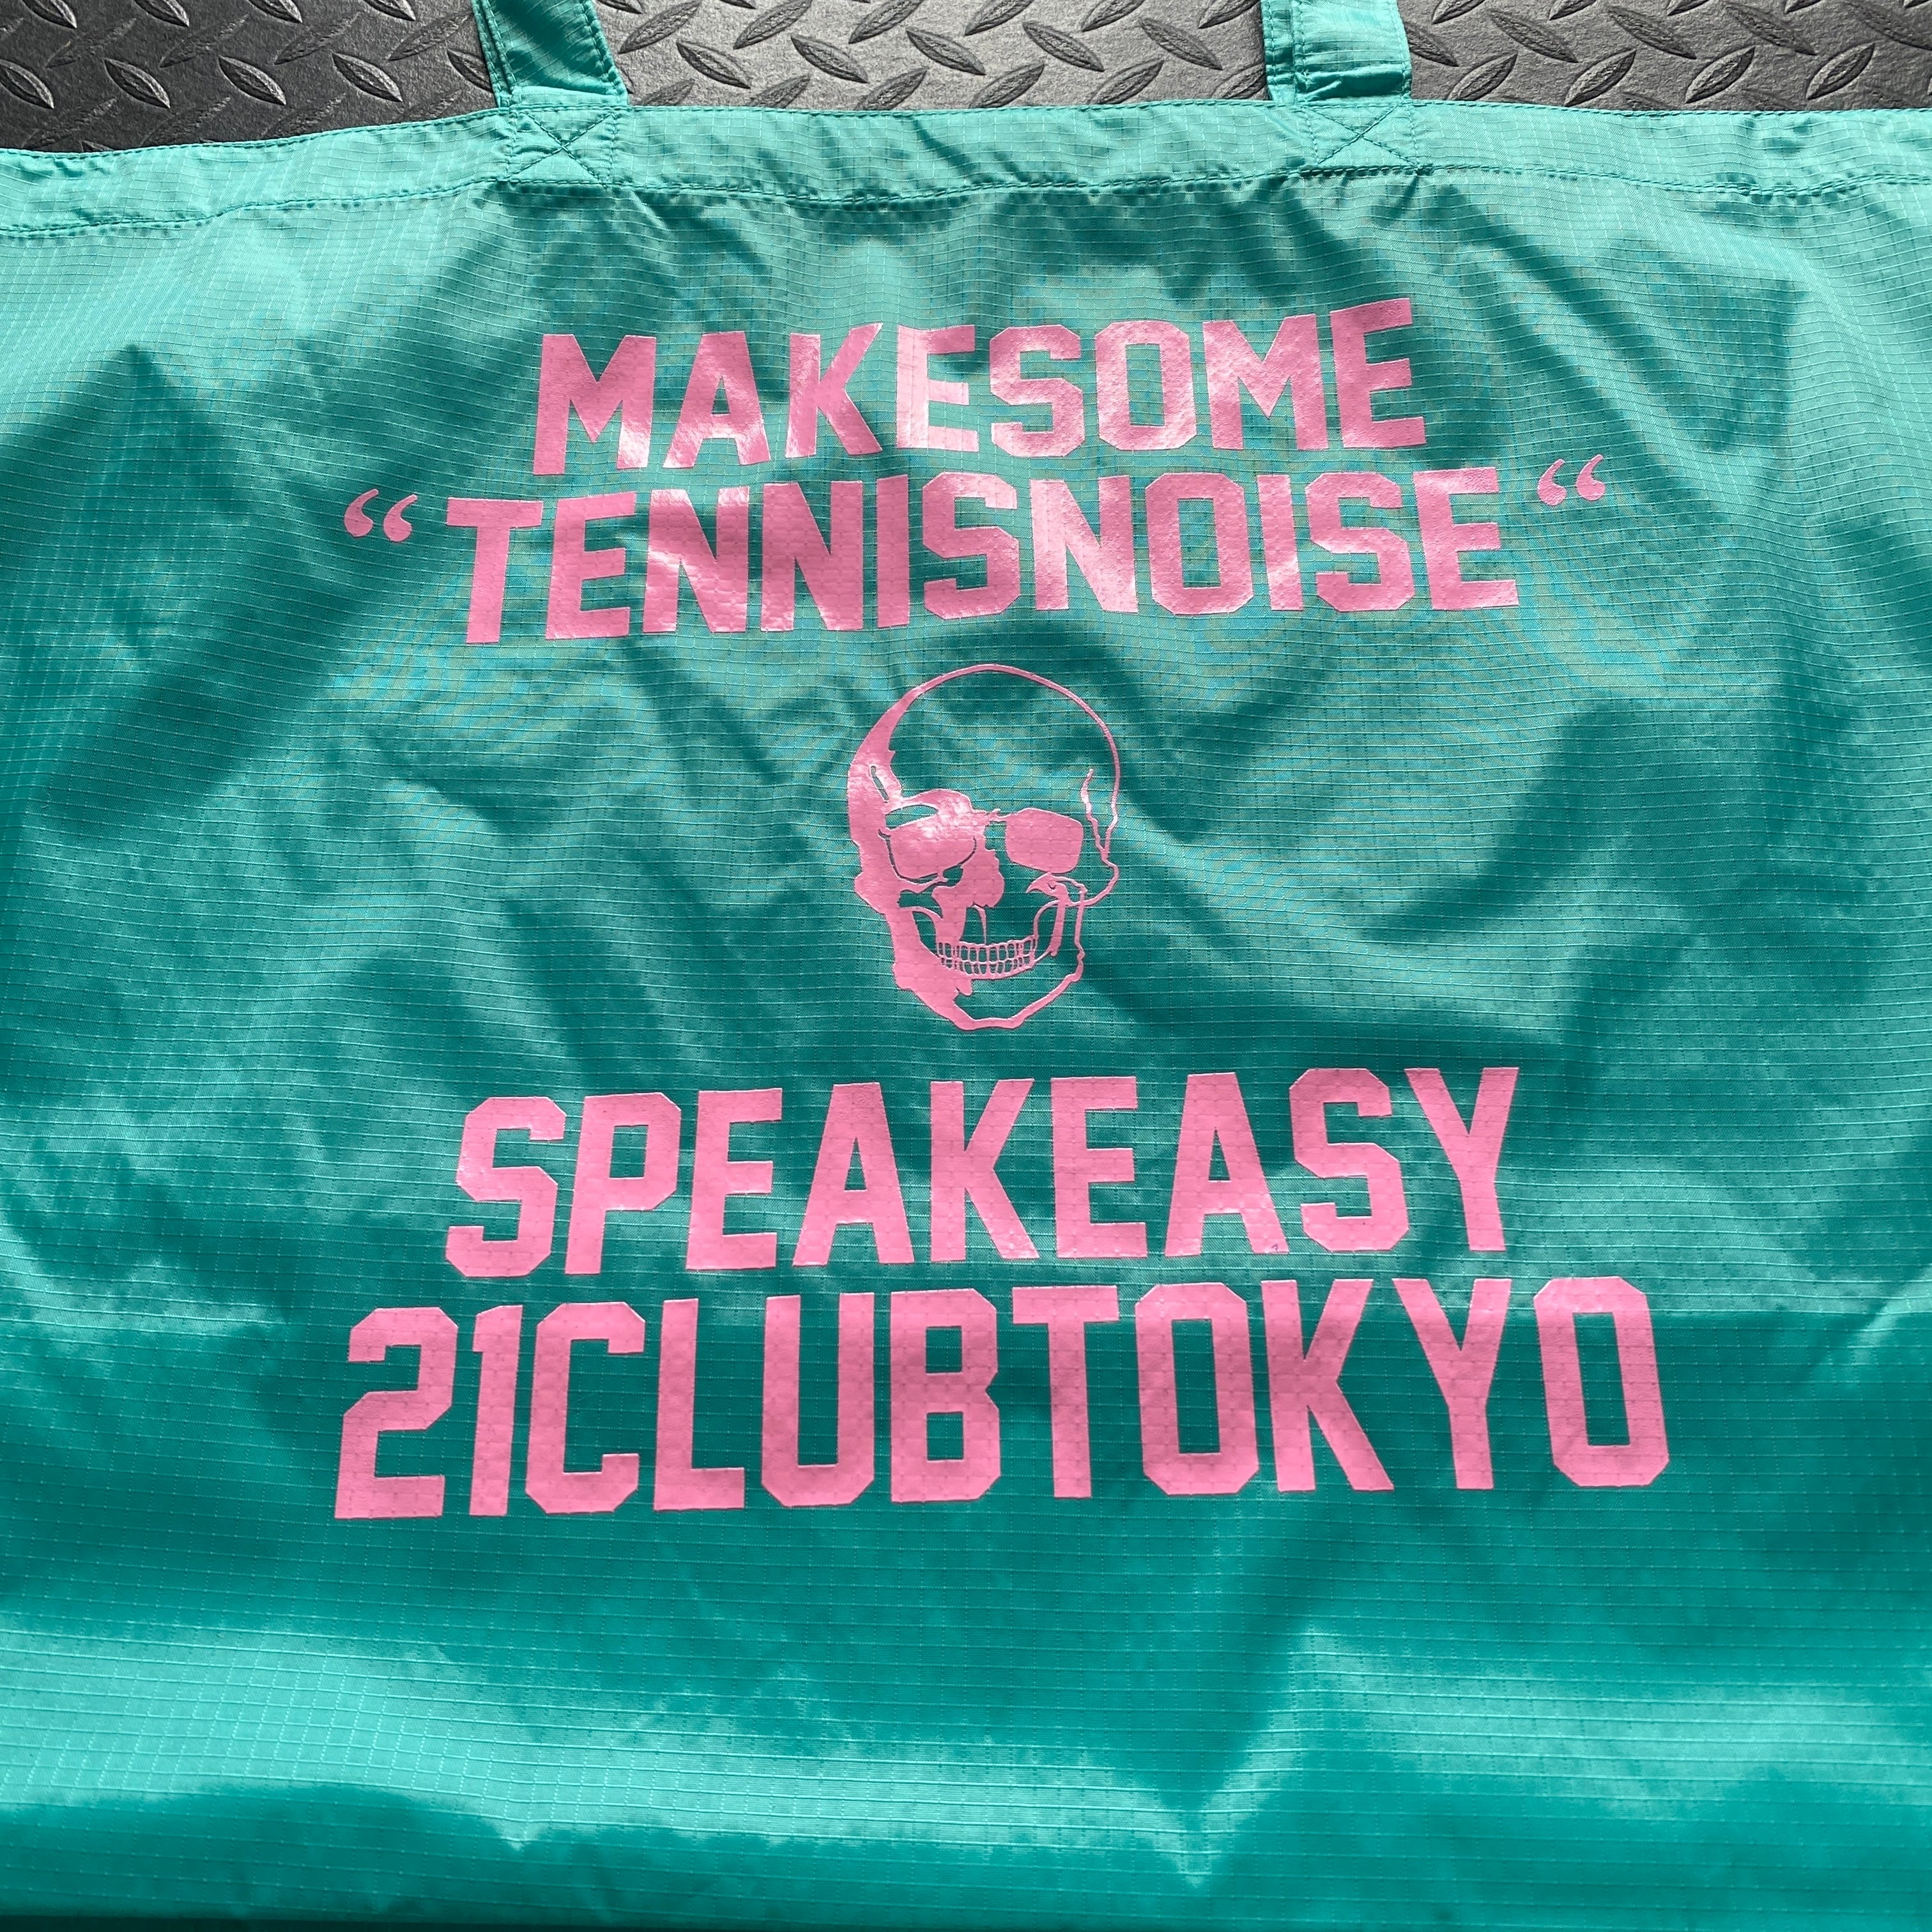 MAKESOME
“TENNISNOISE“
SPEAKEASY
21CLUBTOKYO